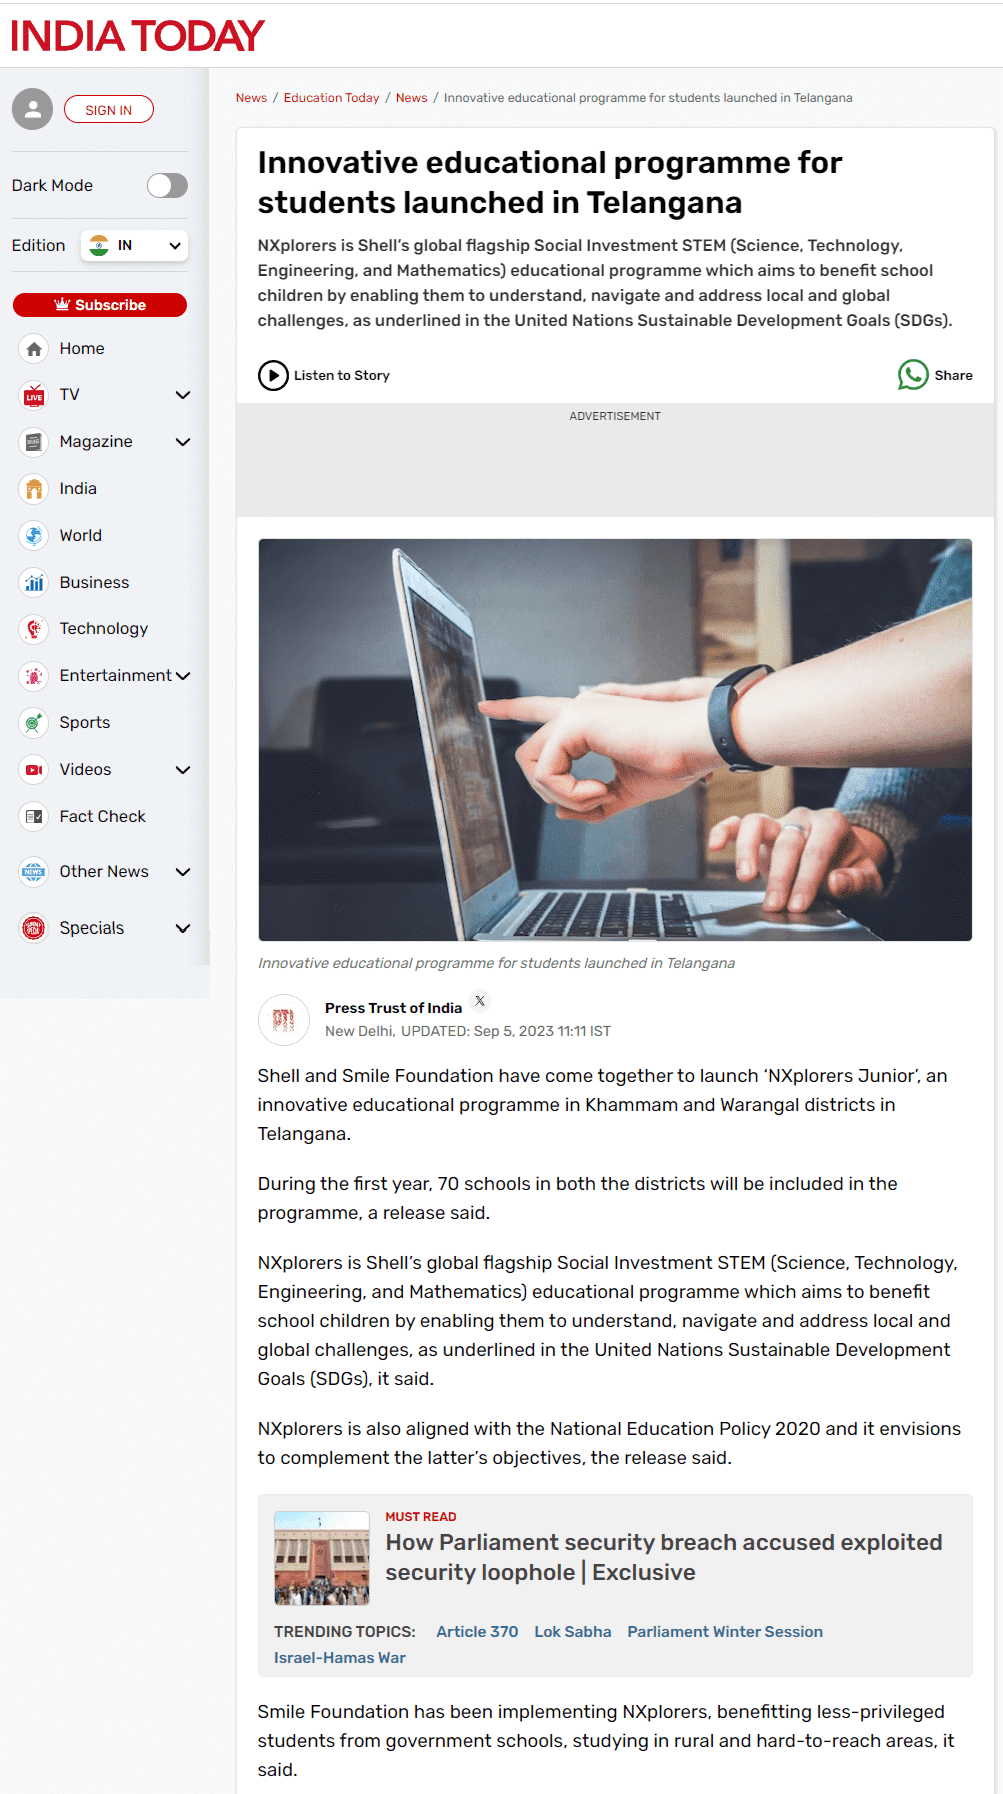 INDIA TODAY
SIGN IN
Dark Mode
Edition
IN
Subscribe
Home
LIVE
TV
MAG
Magazine
India
World
Business
Technology
Entertainment
Sports
Videos
Fact Check
NEWS
Other News
Specials
News / Education Today / News / Innovative educational programme for students launched in Telangana
Innovative educational programme for
students launched in Telangana
NXplorers is Shell’s global flagship Social Investment STEM (Science, Technology,
Engineering, and Mathematics) educational programme which aims to benefit school
children by enabling them to understand, navigate and address local and global
challenges, as underlined in the United Nations Sustainable Development Goals (SDGs).
Listen to Story
Share
ADVERTISEMENT
Innovative educational programme for students launched in Telangana
PTI
Press Trust of India
New Delhi, UPDATED: Sep 5, 2023 11:11 IST
Shell and Smile Foundation have come together to launch ‘NXplorers Junior’, an
innovative educational programme in Khammam and Warangal districts in
Telangana.
During the first year, 70 schools in both the districts will be included in the
programme, a release said.
NXplorers is Shell’s global flagship Social Investment STEM (Science, Technology,
Engineering, and Mathematics) educational programme which aims to benefit
school children by enabling them to understand, navigate and address local and
global challenges, as underlined in the United Nations Sustainable Development
Goals (SDGs), it said.
NXplorers is also aligned with the National Education Policy 2020 and it envisions
to complement the latter’s objectives, the release said.
MUST READ
How Parliament security breach accused exploited
security loophole | Exclusive
TRENDING TOPICS: Article 370 Lok Sabha Parliament Winter Session
Israel-Hamas War
Smile Foundation has been implementing NXplorers, benefitting less-privileged
students from government schools, studying in rural and hard-to-reach areas, it
said.